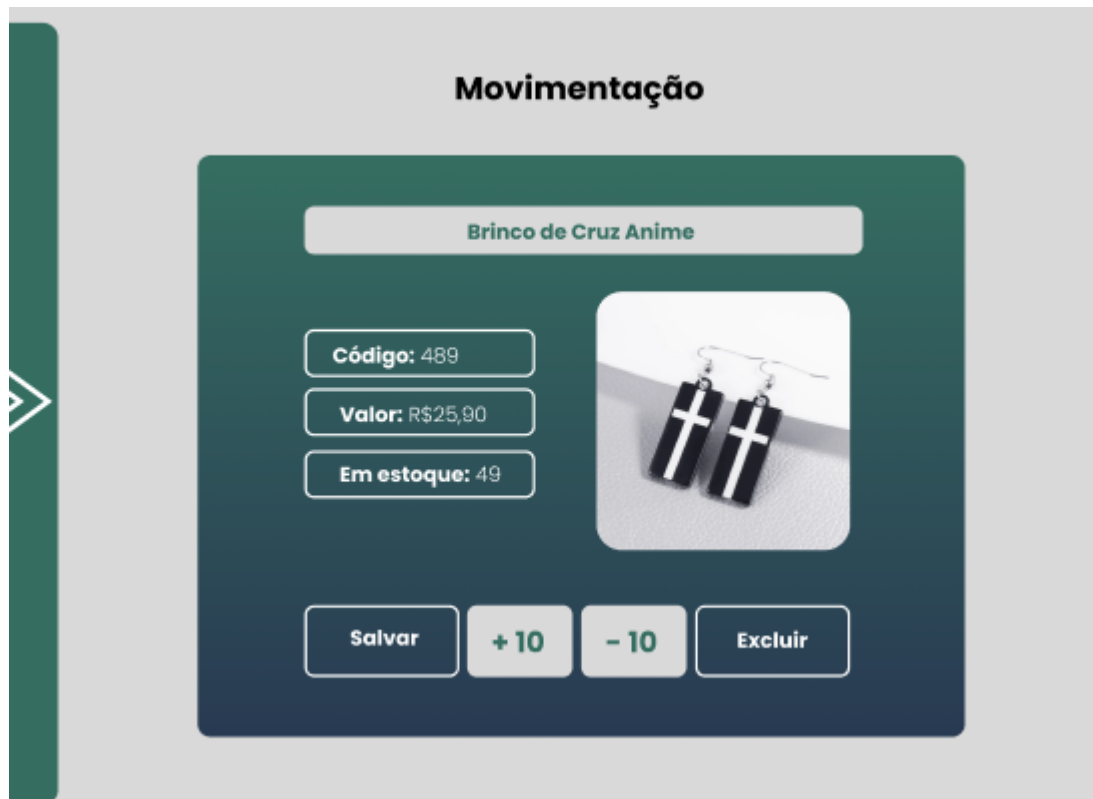 Movimentação
Brinco de Cruz Anime
Código: 489
Valor: R$25,90
Em estoque: 49
Salvar
+ 10
- 10
Excluir